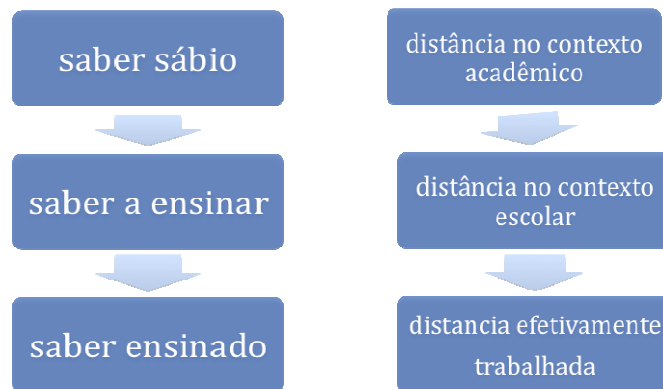 saber sábio
distância no contexto
acadêmico
saber a ensinar
distância no contexto
escolar
saber ensinado
distancia efetivamente
trabalhada